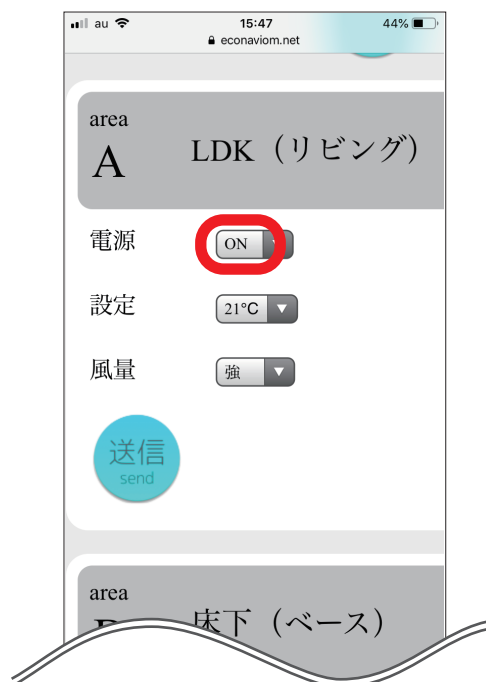 au 15:47 44%
econaviom.net
area
A LDK（リビング）
電源 ON
設定 21°C
風量 強
送信
send
area
床下（ベース）